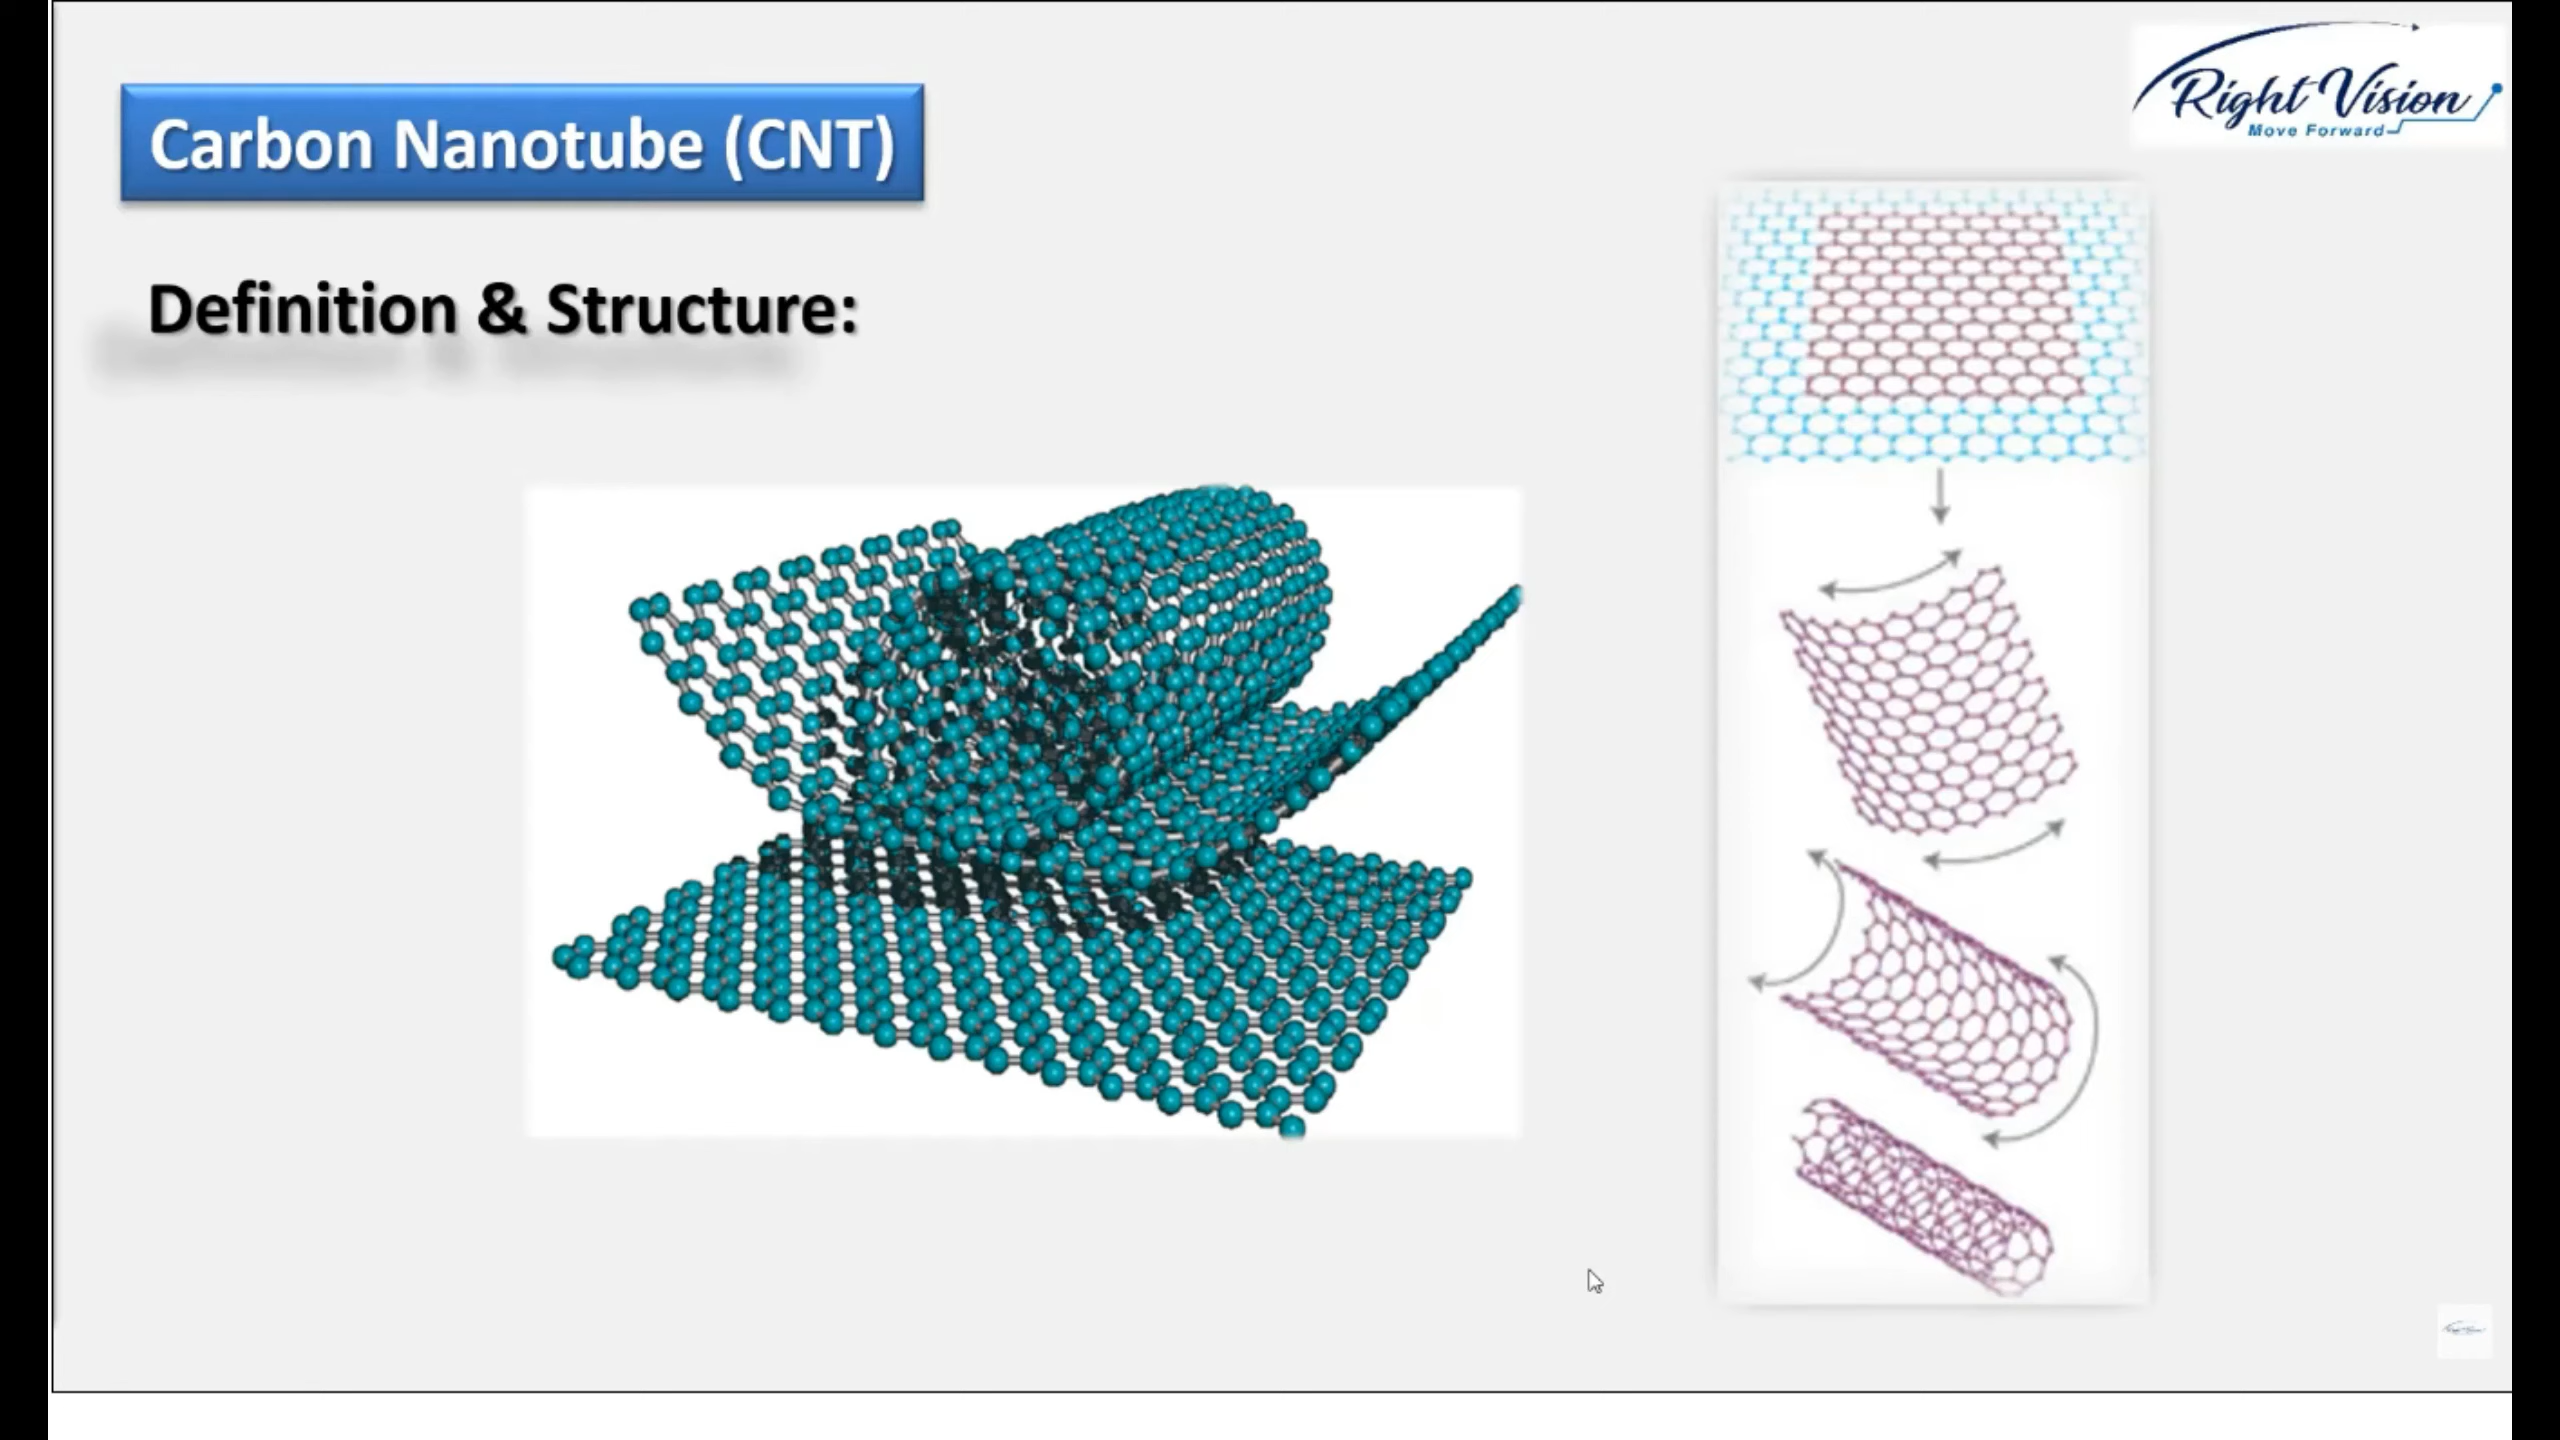 Right Vision
Move Forward
Carbon Nanotube (CNT)
Definition & Structure: